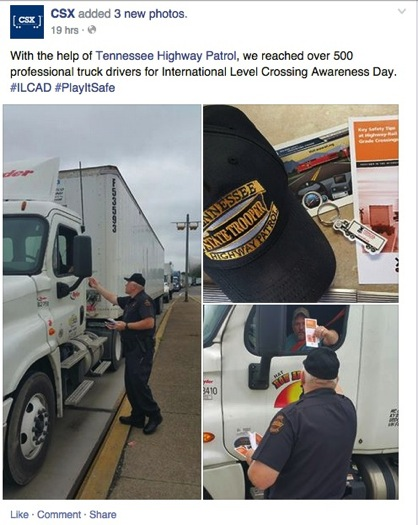 [CSX]
CSX added 3 new photos.
19 hrs ·
With the help of Tennessee Highway Patrol, we reached over 500
professional truck drivers for International Level Crossing Awareness Day.
#ILCAD #PlayItSafe
der
TENNESSEE
STATE TROOPER
HIGHWAY PATROL
Key Safety Tips
at Highway-Rail
Grade Crossings
Like · Comment · Share